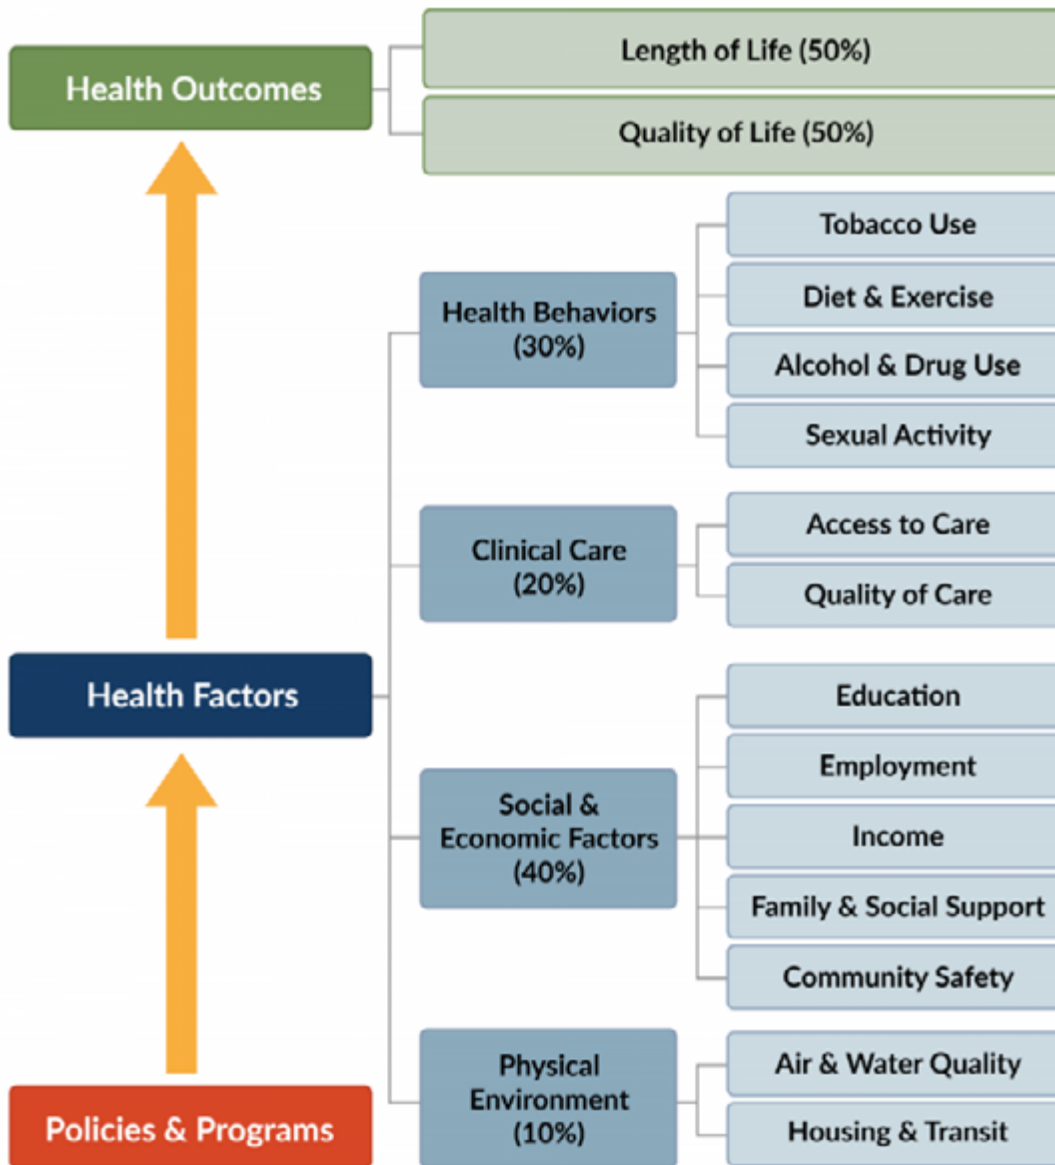 Health Outcomes
Length of Life (50%)
Quality of Life (50%)
Health Factors
Health Behaviors
(30%)
Tobacco Use
Diet & Exercise
Alcohol & Drug Use
Sexual Activity
Clinical Care
(20%)
Access to Care
Quality of Care
Social &
Economic Factors
(40%)
Education
Employment
Income
Family & Social Support
Community Safety
Physical
Environment
(10%)
Air & Water Quality
Housing & Transit
Policies & Programs